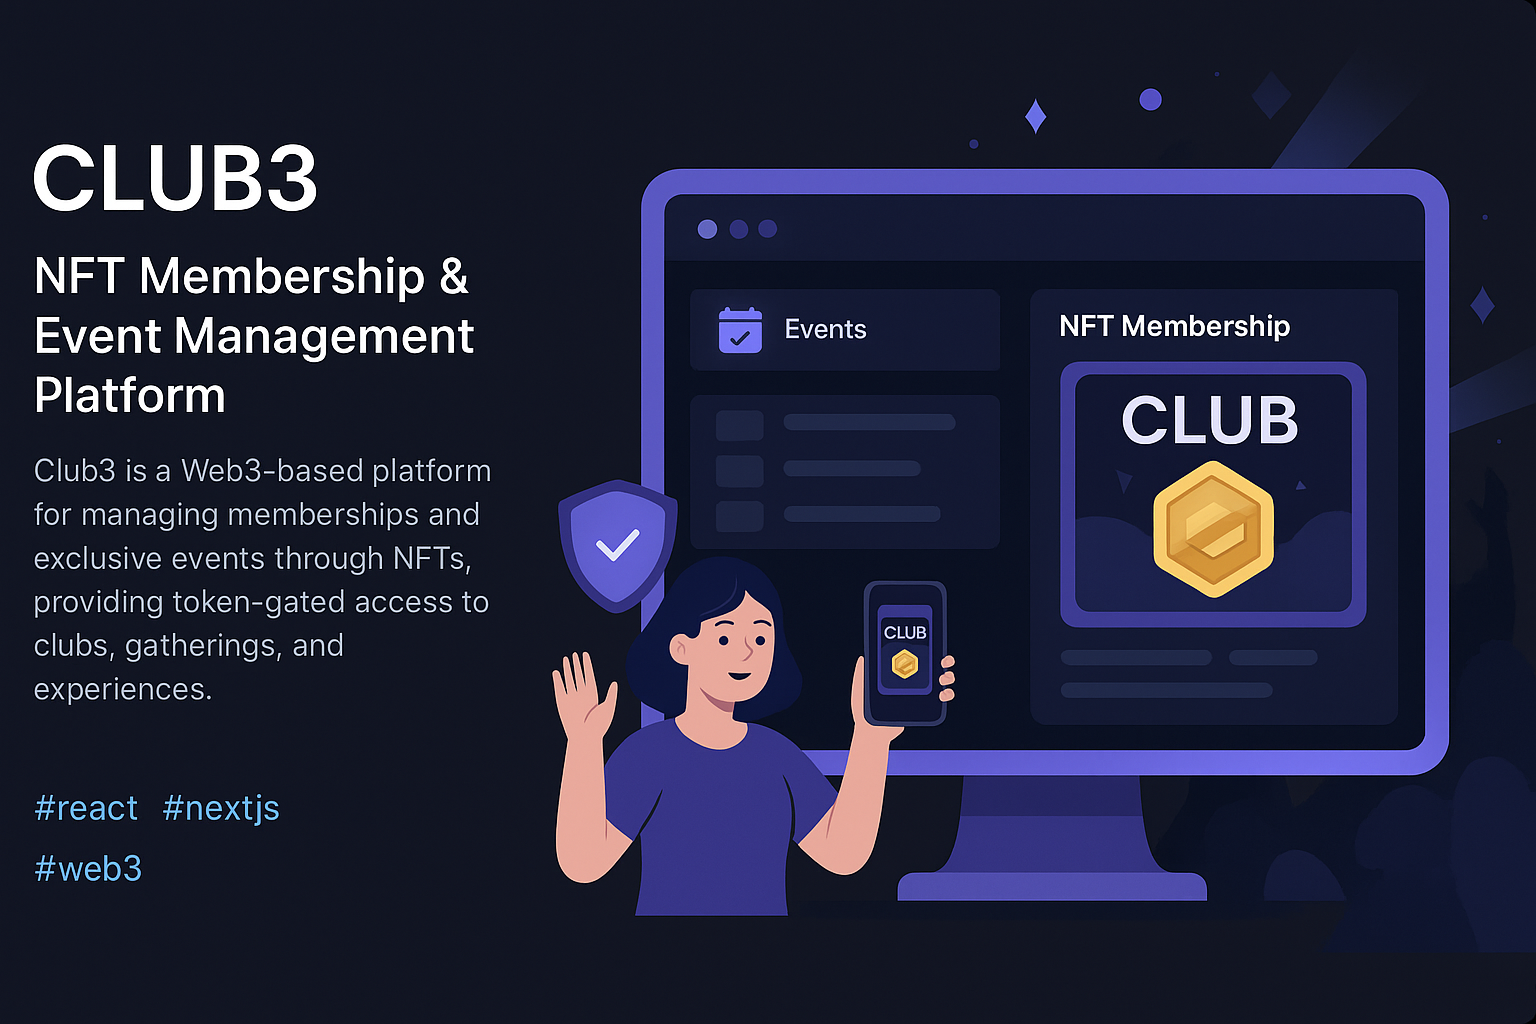 CLUB3
NFT Membership &
Event Management
Platform
Club3 is a Web3-based platform
for managing memberships and
exclusive events through NFTs,
providing token-gated access to
clubs, gatherings, and
experiences.
#react #nextjs
#web3
Events
NFT Membership
CLUB
CLUB